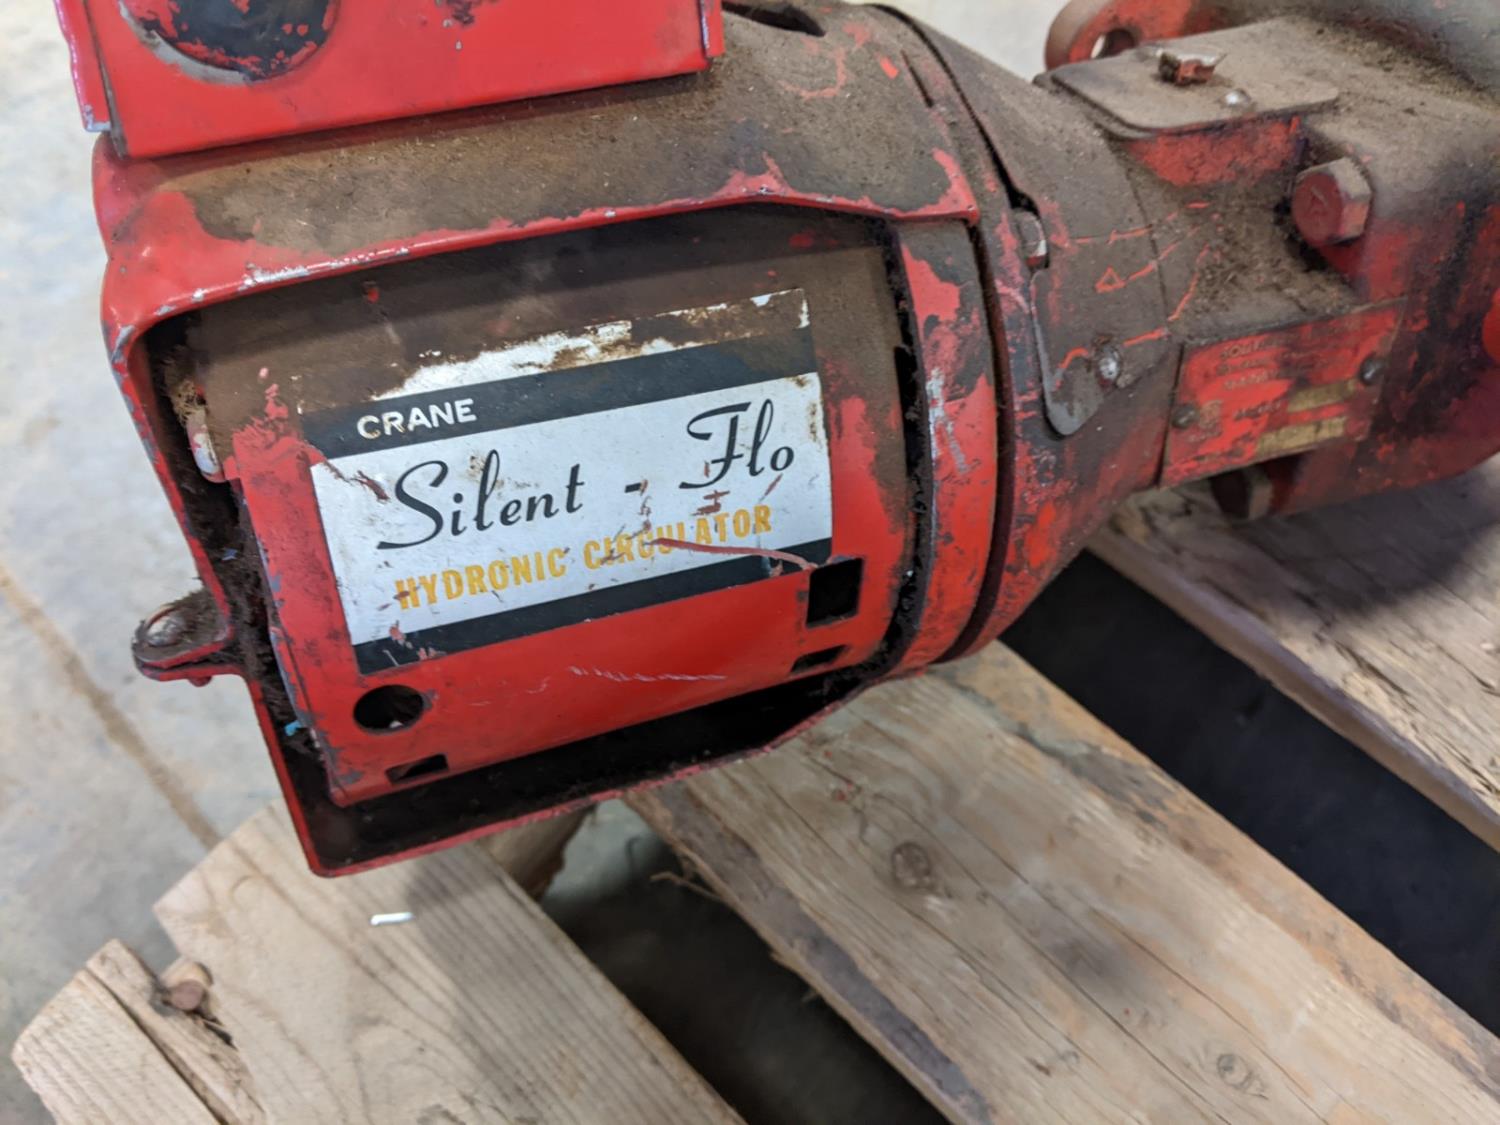 CRANE
Silent - Flo
HYDRONIC CIRCULATOR